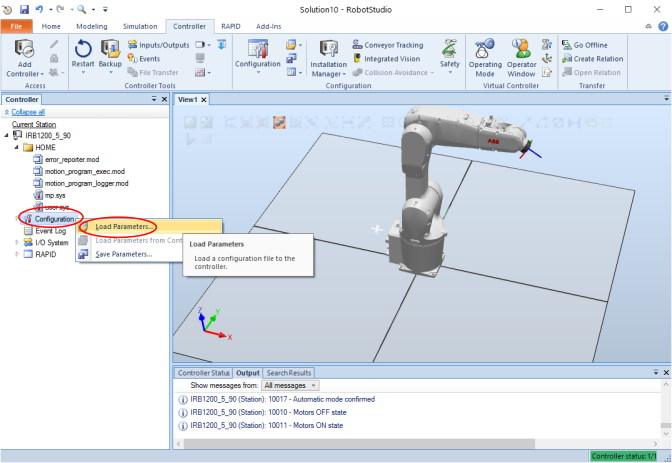 Solution10 - RobotStudio
File Home Modeling Simulation Controller RAPID Add-Ins
Add Controller
Restart
Backup
Inputs/Outputs
Events
File Transfer
Configuration
Installation Manager
Conveyor Tracking
Integrated Vision
Collision Avoidance
Safety
Operating Mode
Operator Window
Go Offline
Create Relation
Open Relation
Access Controller Tools Configuration Virtual Controller Transfer
Controller
Collapse all
Current Station
IRB1200_5_90
HOME
error_reporter.mod
motion_program_exec.mod
motion_program_logger.mod
mp.sys
user.sys
Configuration
Event Log
I/O System
RAPID
Load Parameters...
Load Parameters from Cont
Save Parameters...
Load Parameters
Load a configuration file to the
controller.
View1
ABB
Z
Y
X
Controller Status Output Search Results
Show messages from: All messages
IRB1200_5_90 (Station): 10017 - Automatic mode confirmed
IRB1200_5_90 (Station): 10010 - Motors OFF state
IRB1200_5_90 (Station): 10011 - Motors ON state
Controller status: 1/1